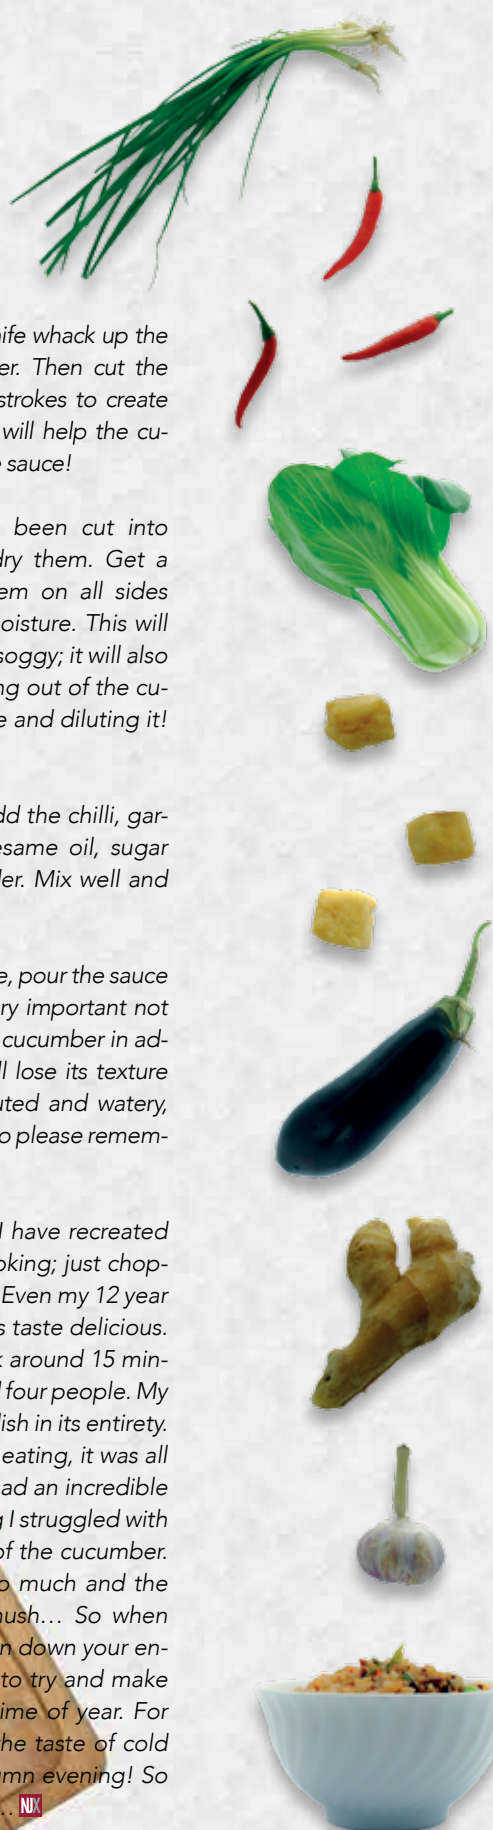 ife whack up the
er. Then cut the
strokes to create
will help the cu-
e sauce!
been cut into
dry them. Get a
em on all sides
oisture. This will
soggy; it will also
ng out of the cu-
e and diluting it!
dd the chilli, gar-
esame oil, sugar
der. Mix well and
e, pour the sauce
ry important not
cucumber in ad-
ll lose its texture
uted and watery,
o please remem-
I have recreated
oking; just chop-
Even my 12 year
s taste delicious.
k around 15 min-
d four people. My
lish in its entirety.
eating, it was all
ad an incredible
g I struggled with
of the cucumber.
o much and the
nush… So when
n down your en-
to try and make
ime of year. For
the taste of cold
umn evening! So
… NJX